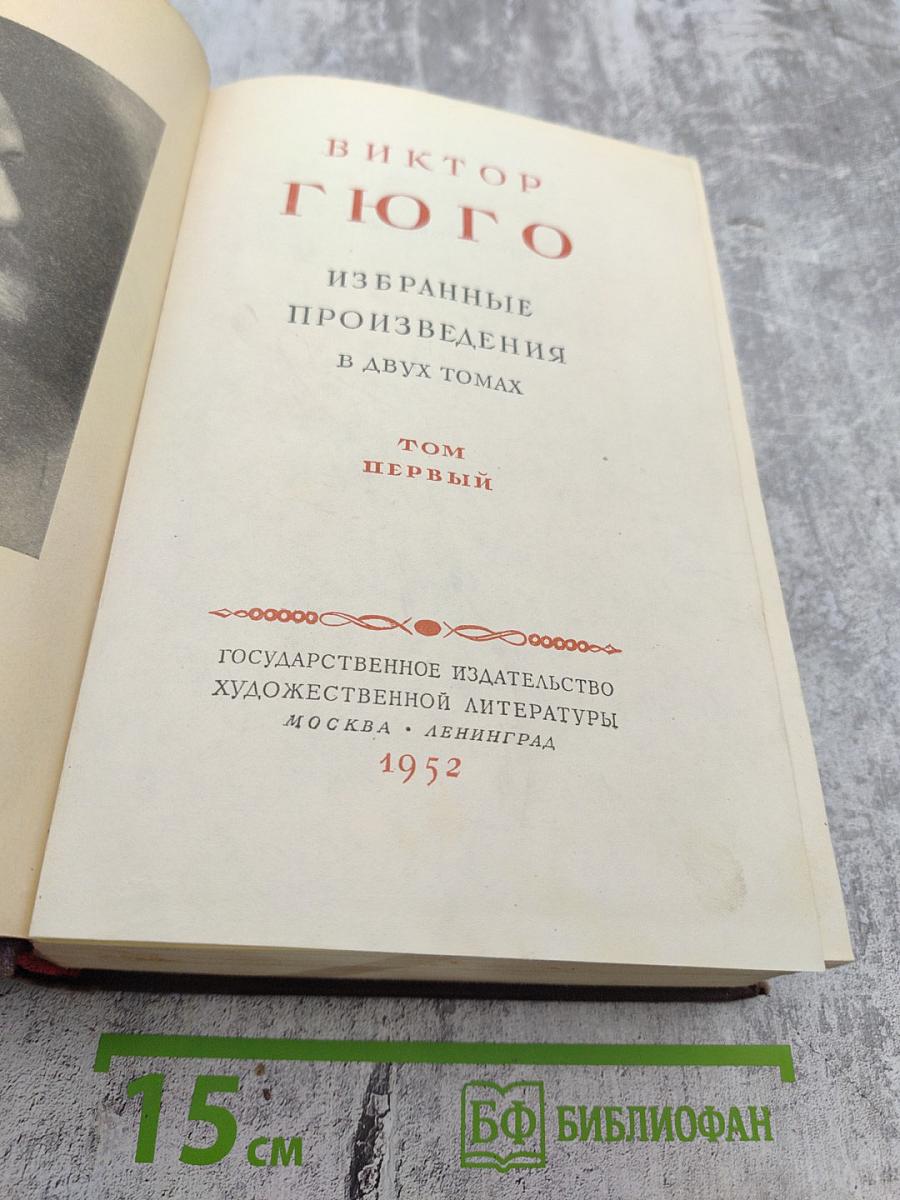 ВИКТОР
ГЮГО
ИЗБРАННЫЕ
ПРОИЗВЕДЕНИЯ
В ДВУХ ТОМАХ
ТОМ
ПЕРВЫЙ
ГОСУДАРСТВЕННОЕ ИЗДАТЕЛЬСТВО
ХУДОЖЕСТВЕННОЙ ЛИТЕРАТУРЫ
МОСКВА • ЛЕНИНГРАД
1952
15 см
БФ БИБЛИОФАН